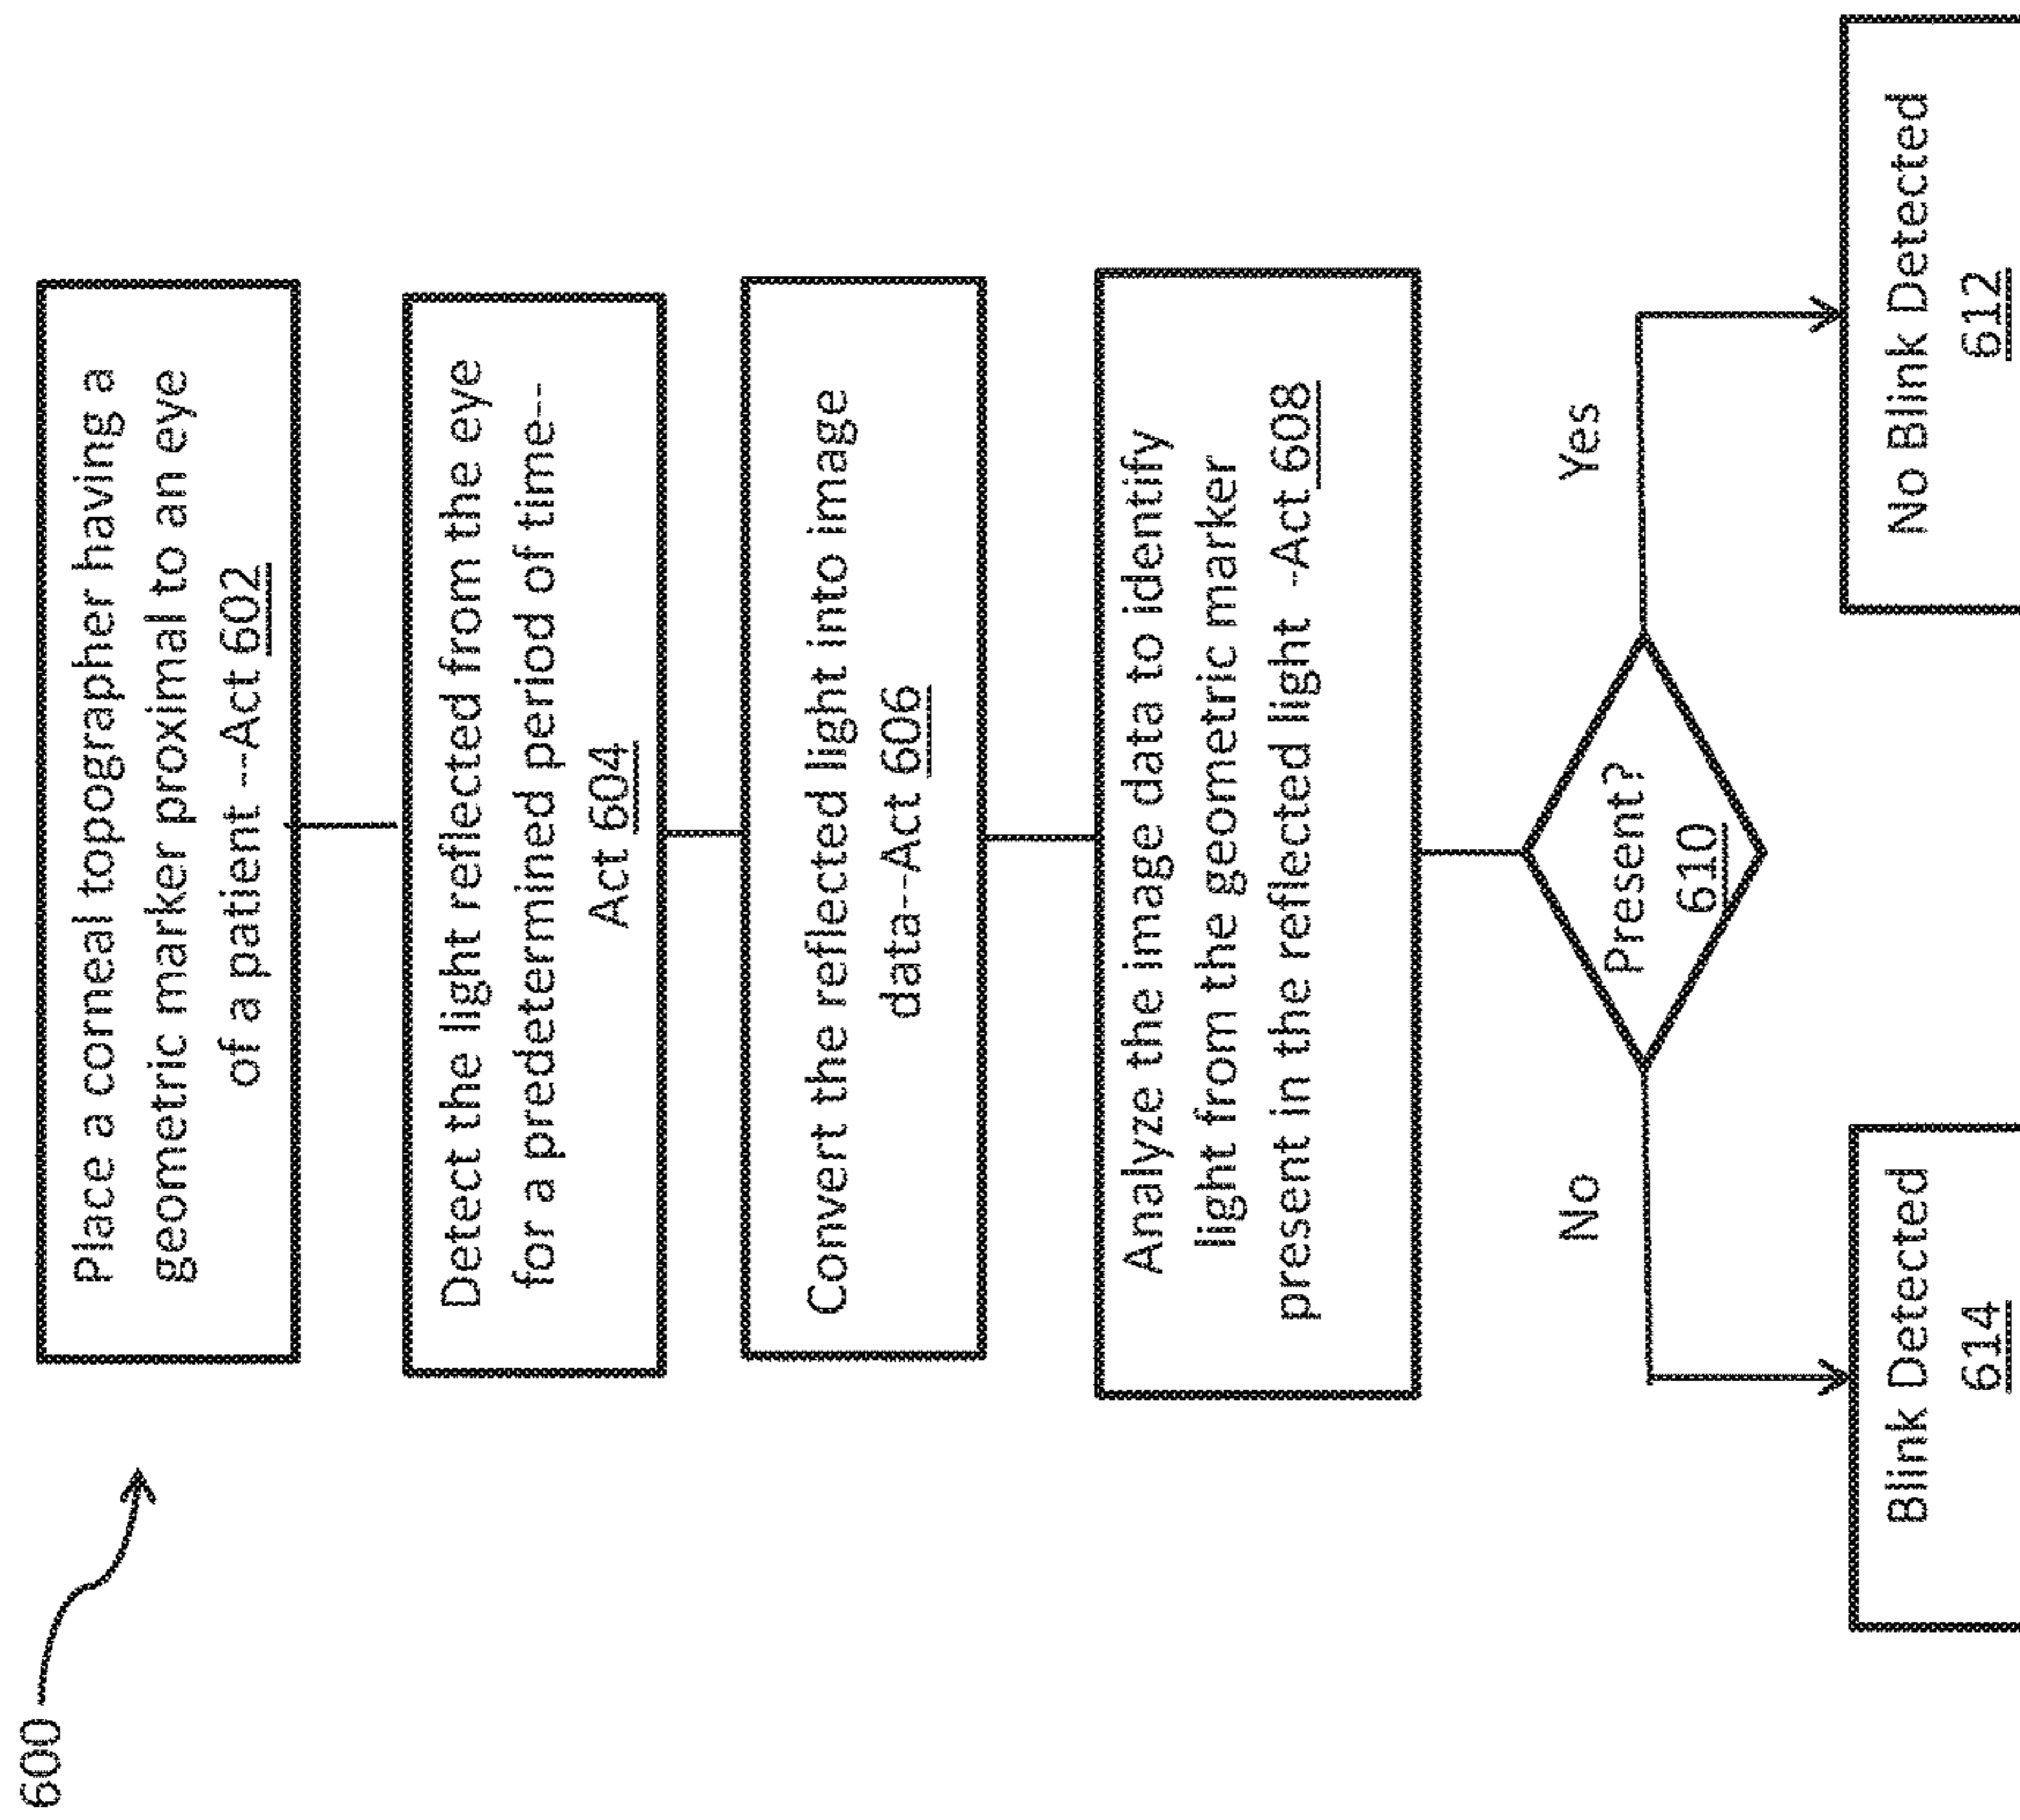 600
Place a corneal topographer having a
geometric marker proximal to an eye
of a patient --Act 602
Detect the light reflected from the eye
for a predetermined period of time--
Act 604
Convert the reflected light into image
data--Act 606
Analyze the image data to identify
light from the geometric marker
present in the reflected light -Act 608
Present?
610
No
Yes
Blink Detected
614
No Blink Detected
612